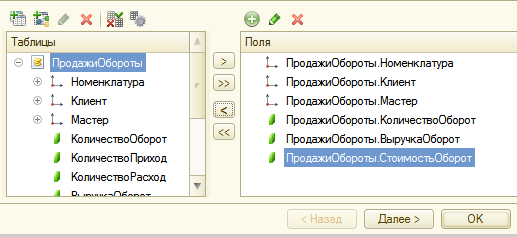 Таблицы
ПродажиОбороты
Номенклатура
Клиент
Мастер
КоличествоОборот
КоличествоПриход
КоличествоРасход
ВыручкаОборот
>
>>
<
<<
Поля
ПродажиОбороты.Номенклатура
ПродажиОбороты.Клиент
ПродажиОбороты.Мастер
ПродажиОбороты.КоличествоОборот
ПродажиОбороты.ВыручкаОборот
ПродажиОбороты.СтоимостьОборот
< Назад
Далее >
OK